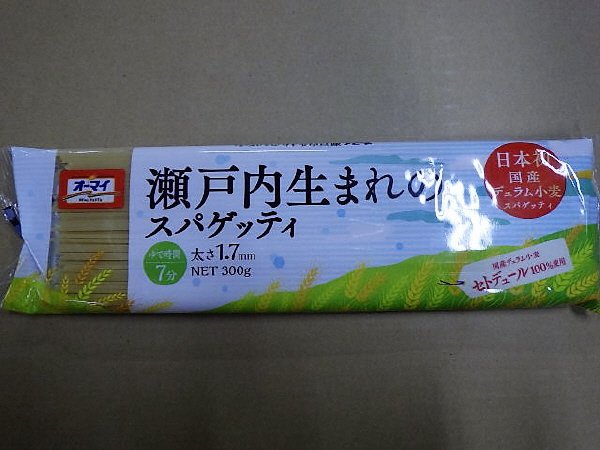 オーマイ
瀬戸内生まれの
スパゲッティ
ゆで時間
7分
太さ1.7mm
NET 300g
日本初
国産
デュラム小麦
スパゲッティ
国産デュラム小麦
セトデュール100%使用